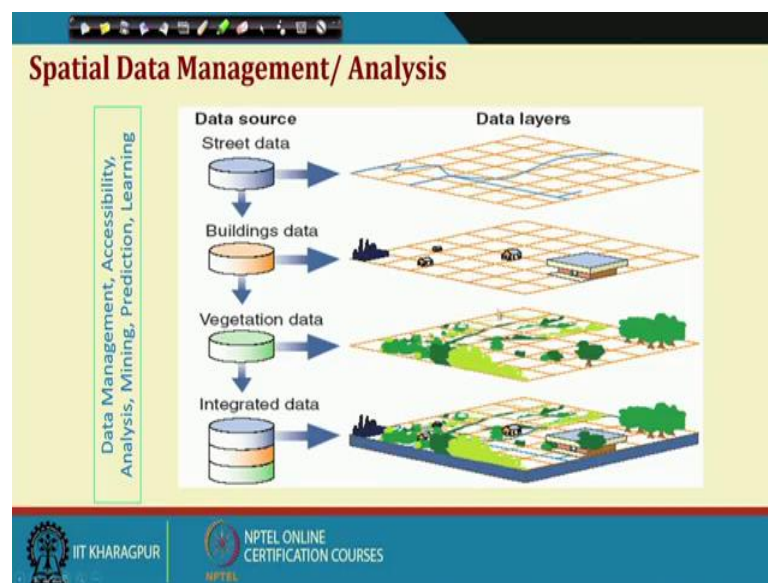 Spatial Data Management/ Analysis
Data Management, Accessibility,
Analysis, Mining, Prediction, Learning
Data source
Data layers
Street data
Buildings data
Vegetation data
Integrated data
IIT KHARAGPUR
NPTEL
NPTEL ONLINE
CERTIFICATION COURSES